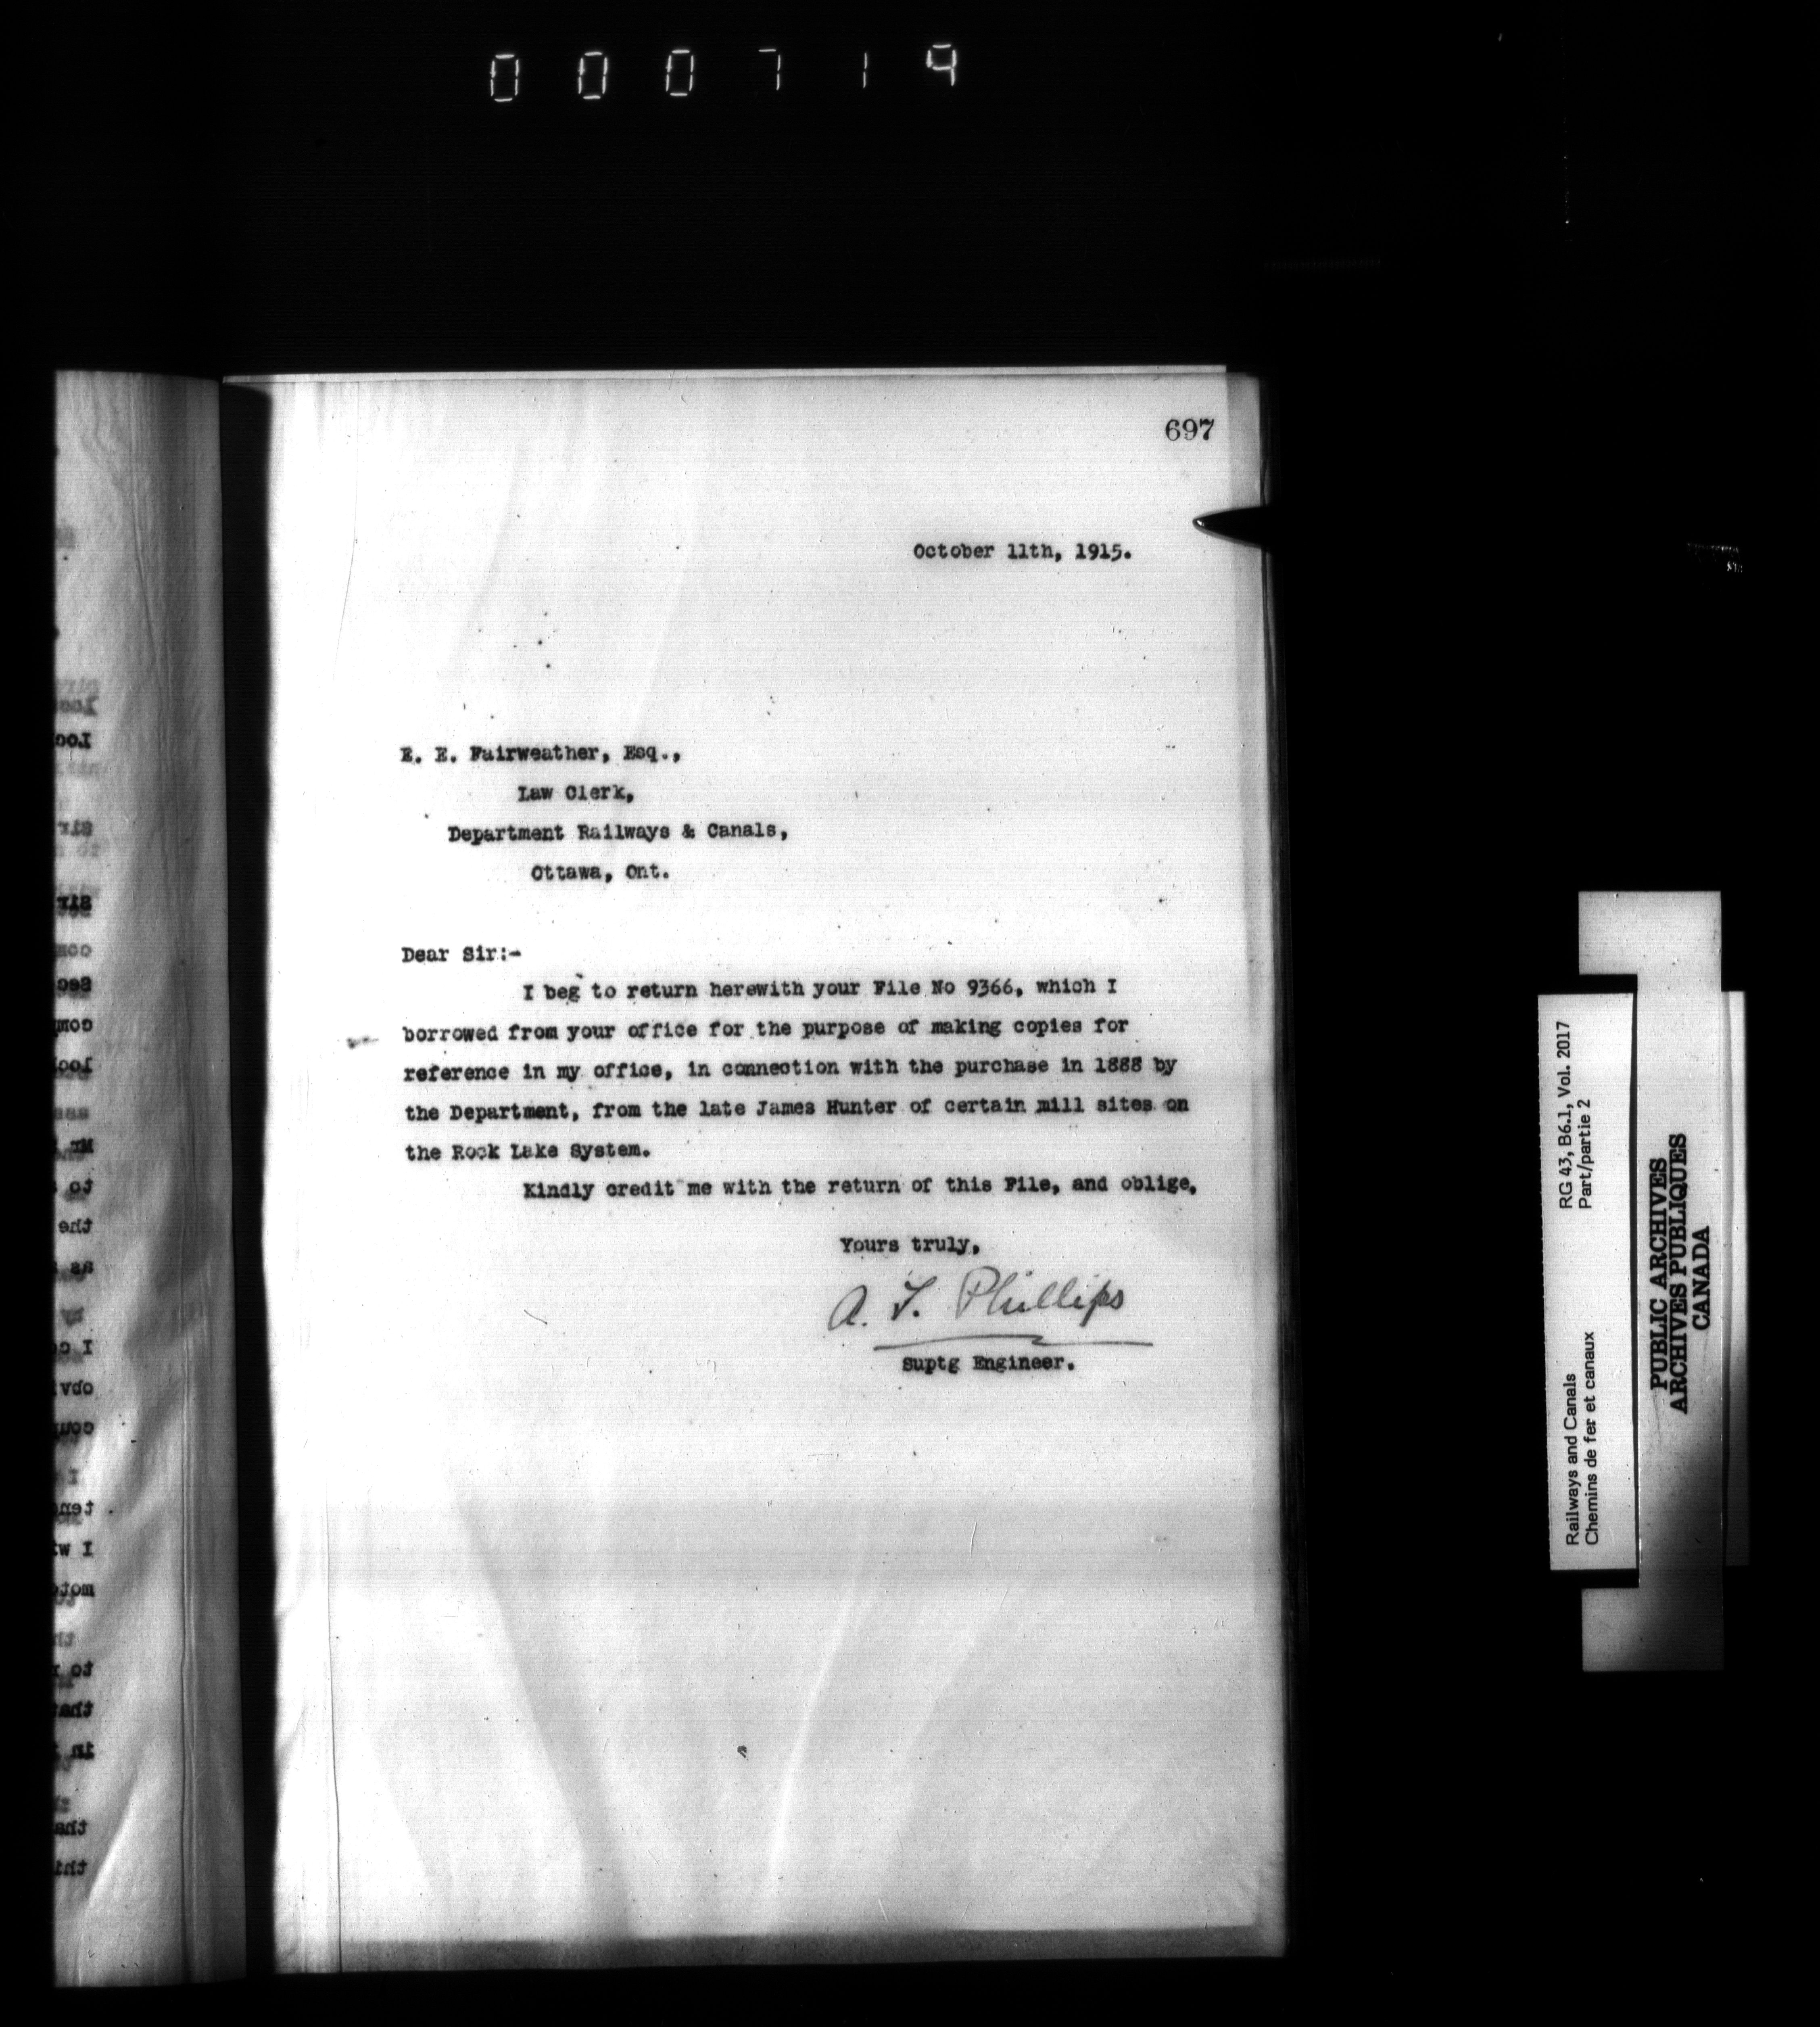 000719
697
October 11th, 1915.
E. E. Fairweather, Esq.,
Law Clerk,
Department Railways & Canals,
Ottawa, Ont.
Dear Sir:-
I beg to return herewith your File No 9366, which I
borrowed from your office for the purpose of making copies for
reference in my office, in connection with the purchase in 1888 by
the Department, from the late James Hunter of certain mill sites on
the Rock Lake System.
Kindly credit me with the return of this File, and oblige,
Yours truly,
A. T. Phillips
Suptg Engineer.
Railways and Canals RG 43, B6.1, Vol. 2017
Chemins de fer et canaux Part/partie 2
PUBLIC ARCHIVES
ARCHIVES PUBLIQUES
CANADA